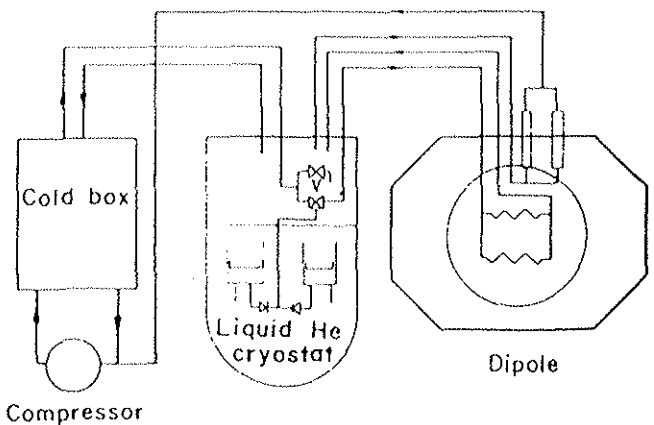 Cold box
V
Liquid He
cryostat
Dipole
Compressor